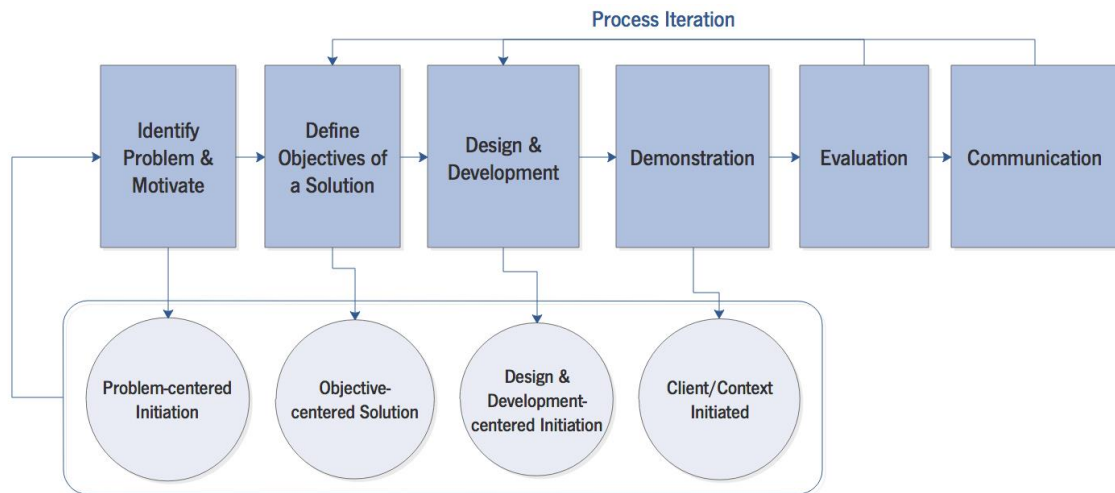 Process Iteration
Identify
Problem &
Motivate
Define
Objectives of
a Solution
Design &
Development
Demonstration
Evaluation
Communication
Problem-centered
Initiation
Objective-
centered Solution
Design &
Development-
centered Initiation
Client/Context
Initiated